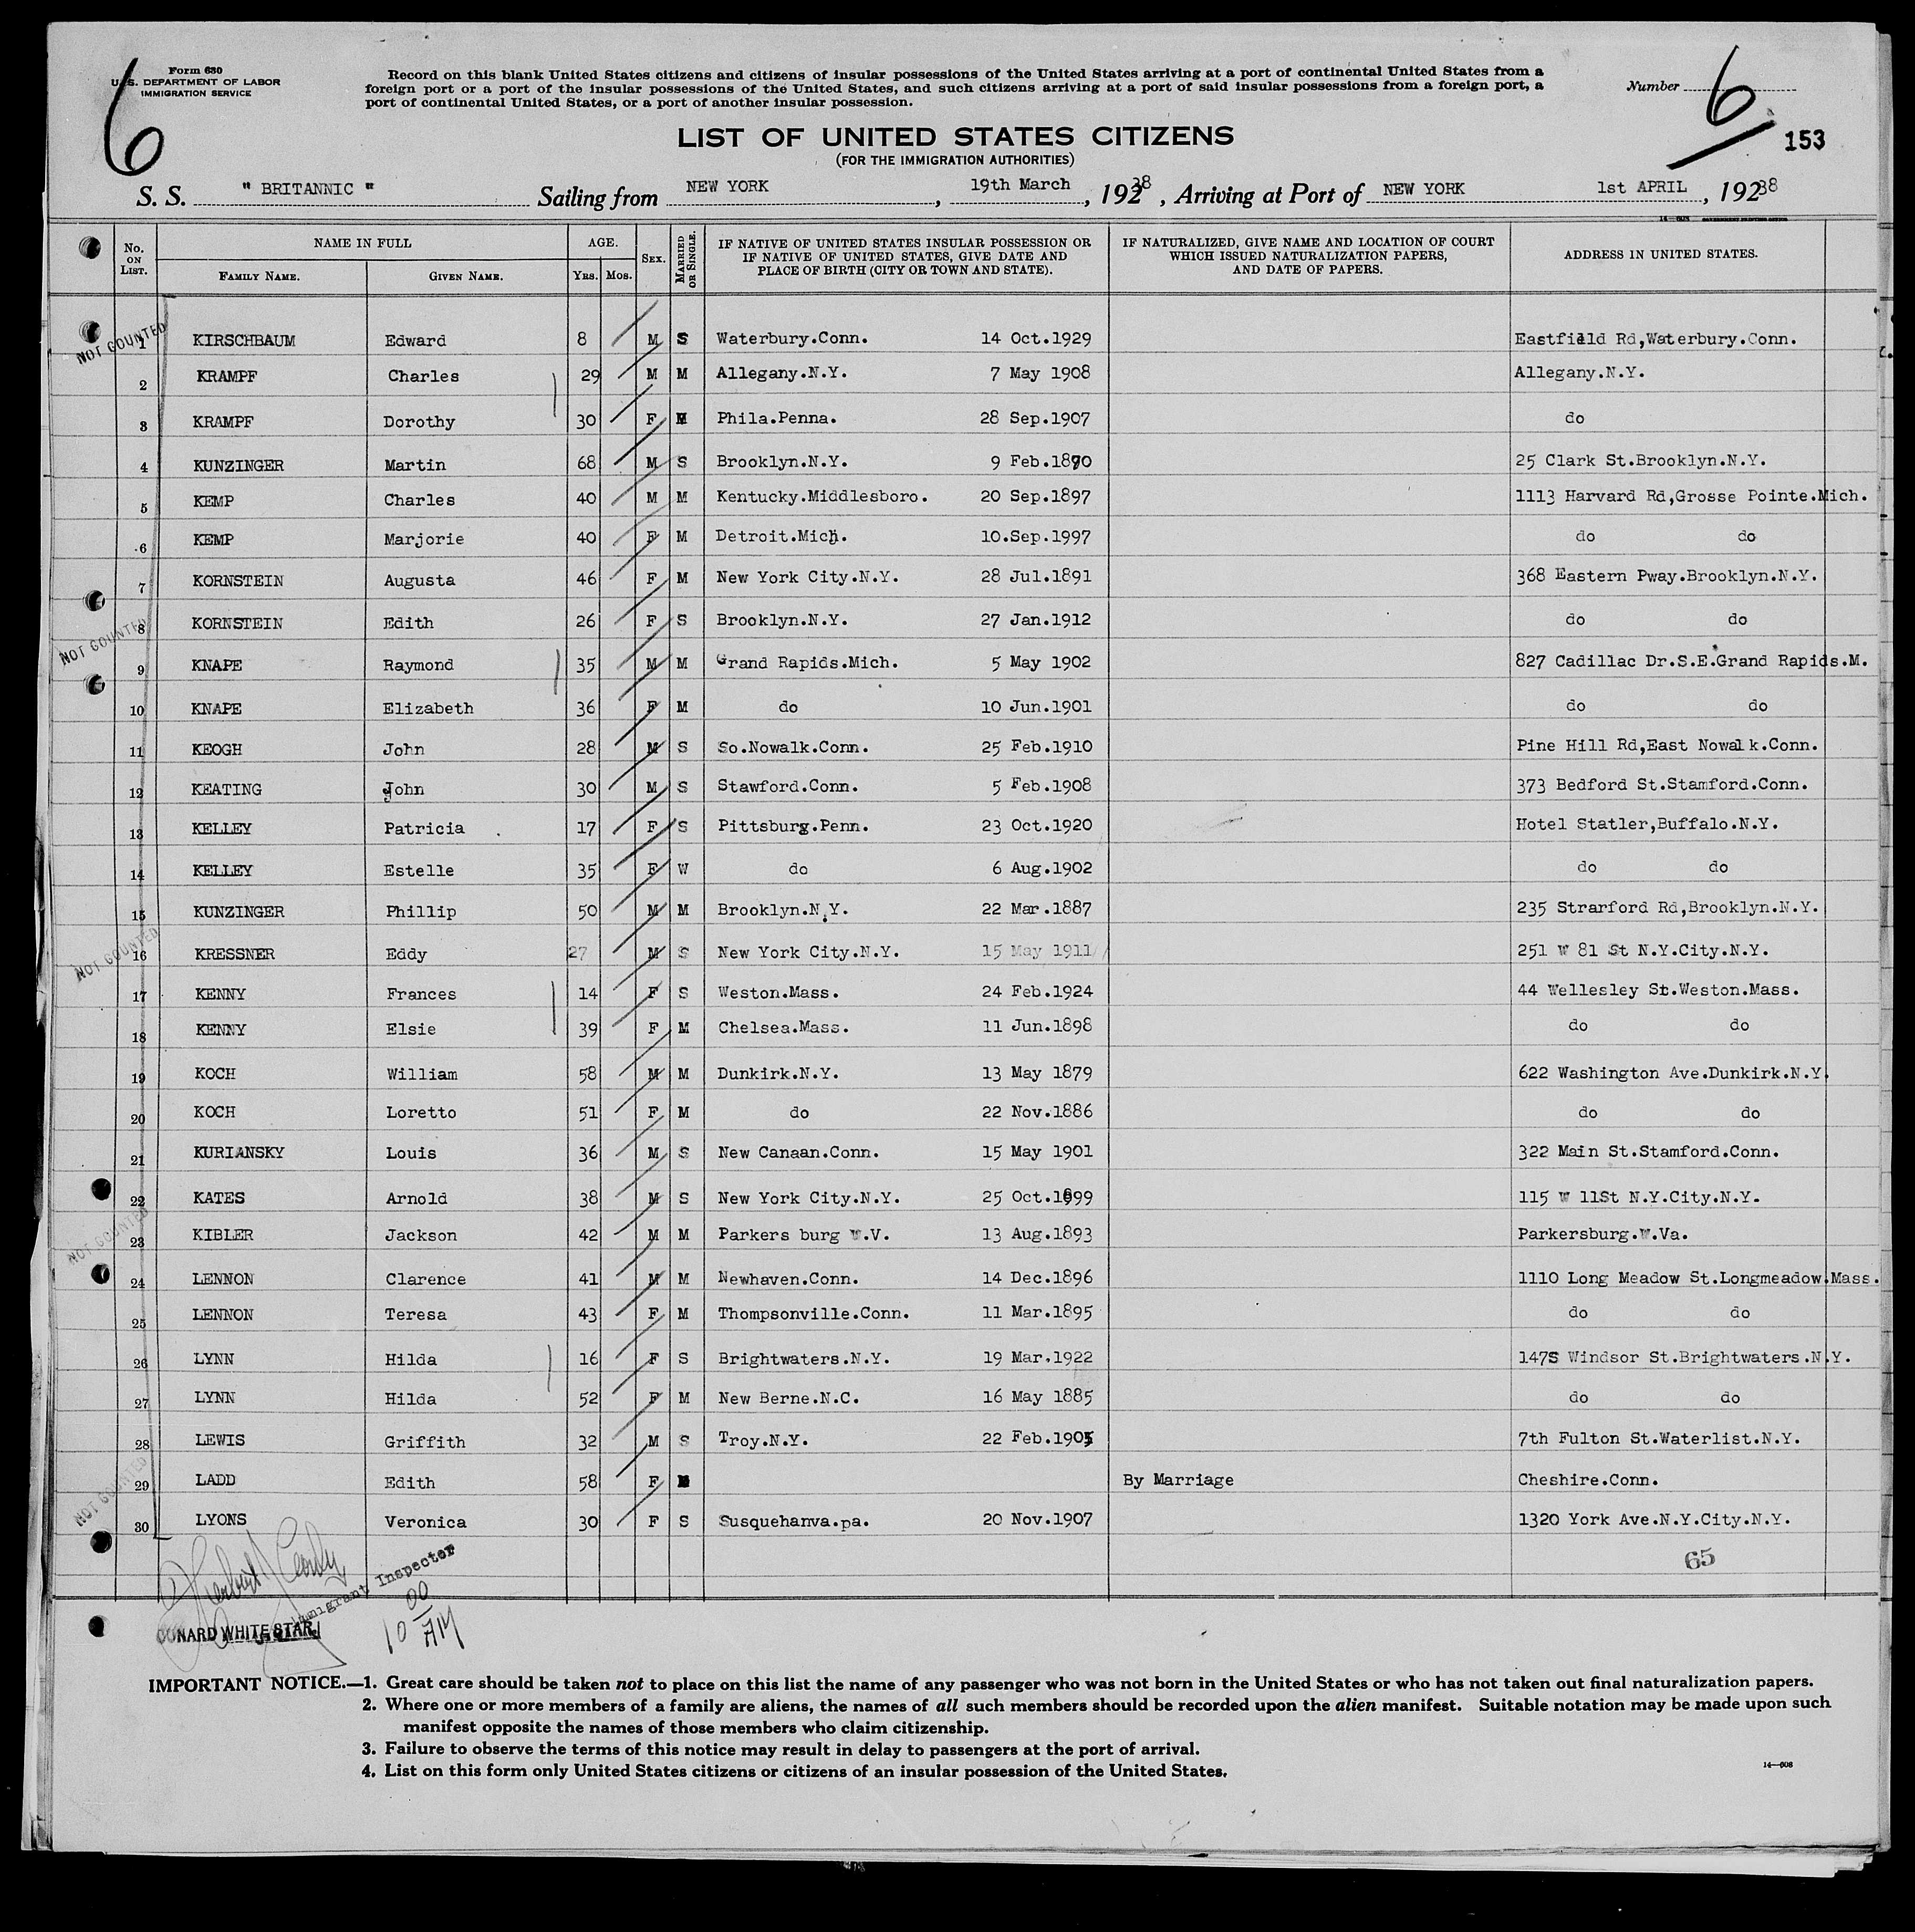 Form 630
U. S. DEPARTMENT OF LABOR
IMMIGRATION SERVICE
6
Record on this blank United States citizens and citizens of insular possessions of the United States arriving at a port of continental United States from a
foreign port or a port of the insular possessions of the United States, and such citizens arriving at a port of said insular possessions from a foreign port, a
port of continental United States, or a port of another insular possession.
Number 6
153
LIST OF UNITED STATES CITIZENS
(FOR THE IMMIGRATION AUTHORITIES)
S. S. " BRITANNIC " Sailing from NEW YORK, 19th March, 19238, Arriving at Port of NEW YORK 1st APRIL, 19238
No. ON LIST. NAME IN FULL FAMILY NAME. GIVEN NAME. AGE. YRS. MOS. SEX. MARRIED OR SINGLE. IF NATIVE OF UNITED STATES INSULAR POSSESSION OR IF NATIVE OF UNITED STATES, GIVE DATE AND PLACE OF BIRTH (CITY OR TOWN AND STATE). IF NATURALIZED, GIVE NAME AND LOCATION OF COURT WHICH ISSUED NATURALIZATION PAPERS, AND DATE OF PAPERS. ADDRESS IN UNITED STATES.
NOT COUNTED
1 KIRSCHBAUM Edward 8 M S Waterbury.Conn. 14 Oct.1929 Eastfiild Rd,Waterbury.Conn.
2 KRAMPF Charles 29 M M Allegany.N.Y. 7 May 1908 Allegany.N.Y.
3 KRAMPF Dorothy 30 F M Phila.Penna. 28 Sep.1907 do
4 KUNZINGER Martin 68 M S Brooklyn.N.Y. 9 Feb.1870 25 Clark St.Brooklyn.N.Y.
5 KEMP Charles 40 M M Kentucky.Middlesboro. 20 Sep.1897 1113 Harvard Rd,Grosse Pointe.Mich.
6 KEMP Marjorie 40 F M Detroit.Mich. 10.Sep.1997 do do
7 KORNSTEIN Augusta 46 F M New York City.N.Y. 28 Jul.1891 368 Eastern Pway.Brooklyn.N.Y.
8 KORNSTEIN Edith 26 F S Brooklyn.N.Y. 27 Jan.1912 do do
NOT COUNTED
9 KNAPE Raymond 35 M M Grand Rapids.Mich. 5 May 1902 827 Cadillac Dr.S.E.Grand Rapids.M.
10 KNAPE Elizabeth 36 F M do 10 Jun.1901 do do
11 KEOGH John 28 M S So.Nowalk.Conn. 25 Feb.1910 Pine Hill Rd,East Nowalk.Conn.
12 KEATING John 30 M S Stawford.Conn. 5 Feb.1908 373 Bedford St.Stamford.Conn.
13 KELLEY Patricia 17 F S Pittsburg.Penn. 23 Oct.1920 Hotel Statler,Buffalo.N.Y.
14 KELLEY Estelle 35 F W do 6 Aug.1902 do do
15 KUNZINGER Phillip 50 M M Brooklyn.N.Y. 22 Mar.1887 235 Strarford Rd,Brooklyn.N.Y.
NOT COUNTED
16 KRESSNER Eddy 27 M S New York City.N.Y. 15 May 1911 251 W 81 St N.Y.City.N.Y.
17 KENNY Frances 14 F S Weston.Mass. 24 Feb.1924 44 Wellesley St.Weston.Mass.
18 KENNY Elsie 39 F M Chelsea.Mass. 11 Jun.1898 do do
19 KOCH William 58 M M Dunkirk.N.Y. 13 May 1879 622 Washington Ave.Dunkirk.N.Y.
20 KOCH Loretto 51 F M do 22 Nov.1886 do do
21 KURIANSKY Louis 36 M S New Canaan.Conn. 15 May 1901 322 Main St.Stamford.Conn.
22 KATES Arnold 38 M S New York City.N.Y. 25 Oct.1899 115 W 11St N.Y.City.N.Y.
NOT COUNTED
23 KIBLER Jackson 42 M M Parkers burg W.V. 13 Aug.1893 Parkersburg.W.Va.
24 LENNON Clarence 41 M M Newhaven.Conn. 14 Dec.1896 1110 Long Meadow St.Longmeadow.Mass.
25 LENNON Teresa 43 F M Thompsonville.Conn. 11 Mar.1895 do do
26 LYNN Hilda 16 F S Brightwaters.N.Y. 19 Mar.1922 147S Windsor St.Brightwaters.N.Y.
27 LYNN Hilda 52 F M New Berne.N.C. 16 May 1885 do do
28 LEWIS Griffith 32 M S Troy.N.Y. 22 Feb.1905 7th Fulton St.Waterlist.N.Y.
NOT COUNTED
29 LADD Edith 58 F M By Marriage Cheshire.Conn.
30 LYONS Veronica 30 F S Susquehanva.pa. 20 Nov.1907 1320 York Ave.N.Y.City.N.Y.
65
Immigrant Inspector
CUNARD WHITE STAR
10 00 AM
IMPORTANT NOTICE.—1. Great care should be taken not to place on this list the name of any passenger who was not born in the United States or who has not taken out final naturalization papers.
2. Where one or more members of a family are aliens, the names of all such members should be recorded upon the alien manifest. Suitable notation may be made upon such
manifest opposite the names of those members who claim citizenship.
3. Failure to observe the terms of this notice may result in delay to passengers at the port of arrival.
4. List on this form only United States citizens or citizens of an insular possession of the United States.
14—608